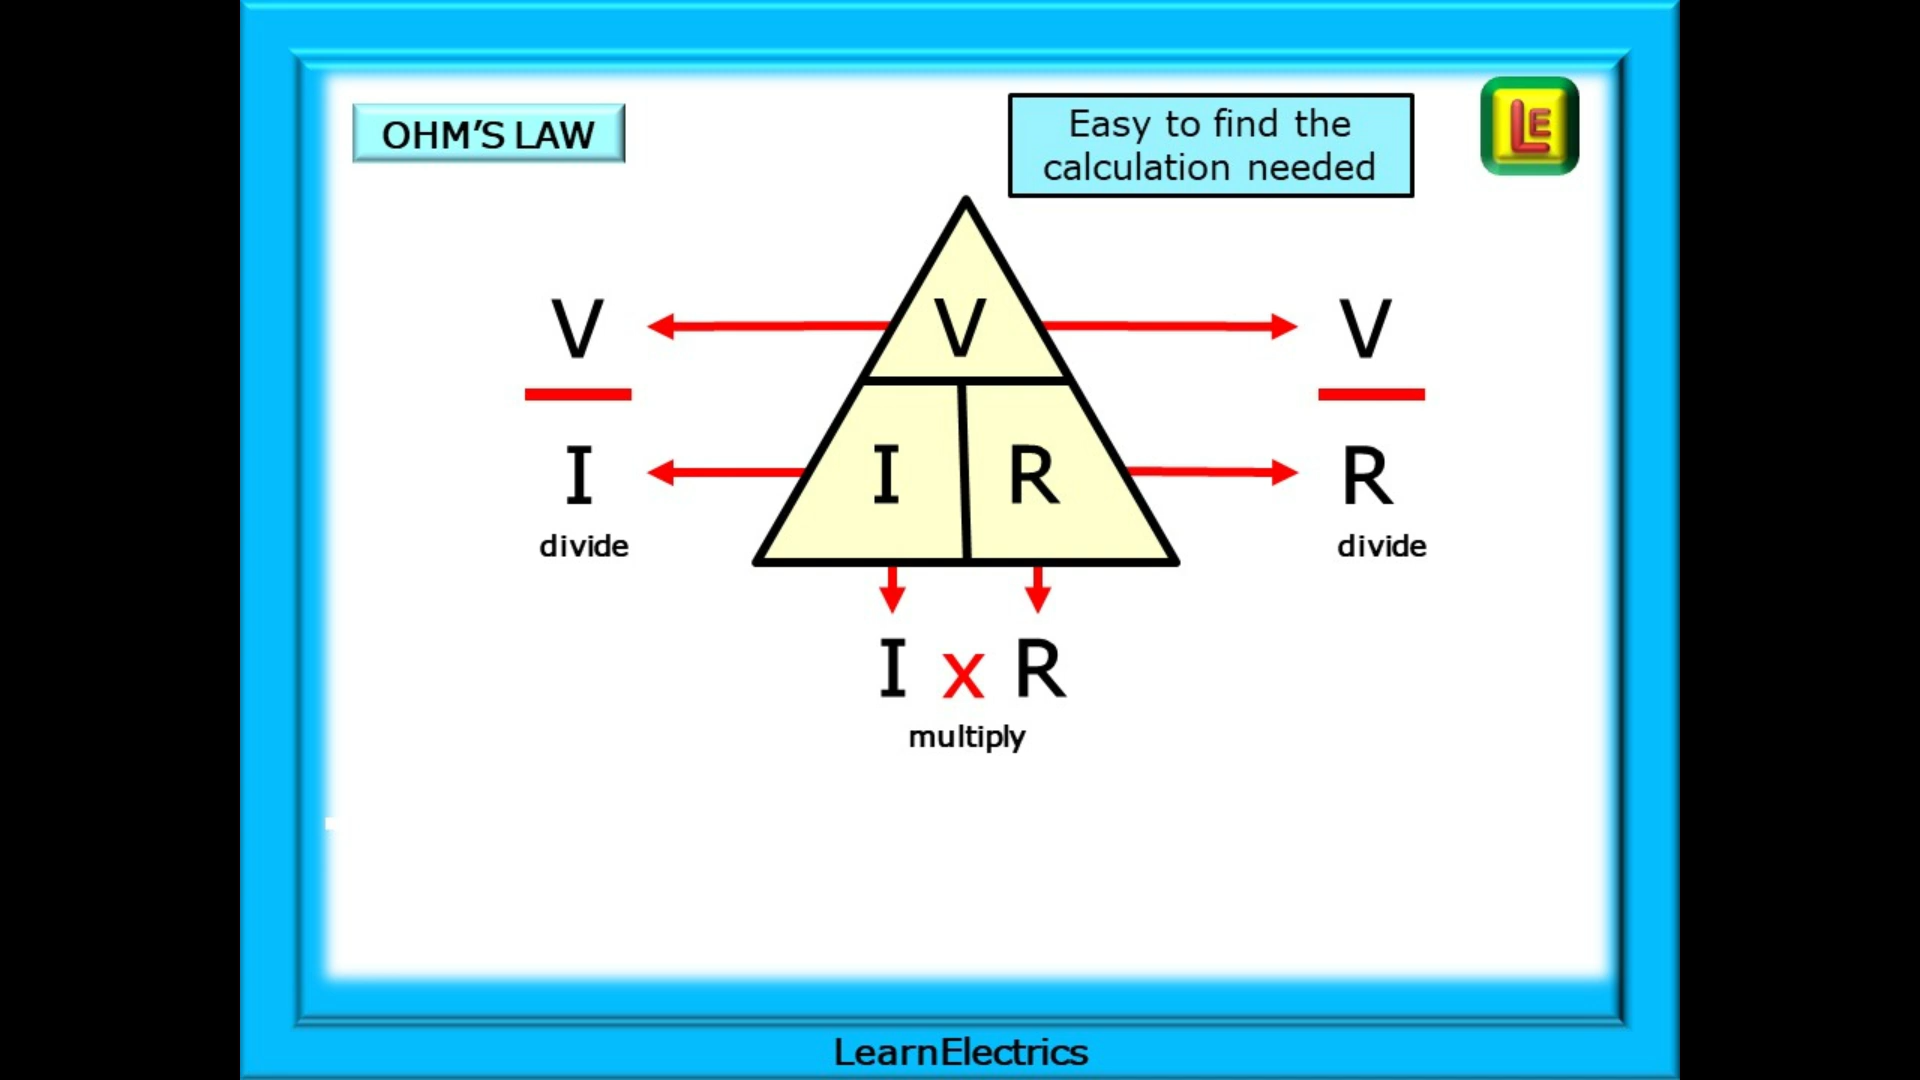 OHM'S LAW
Easy to find the
calculation needed
LE
V
V
V
I
I
R
R
divide
divide
I x R
multiply
LearnElectrics